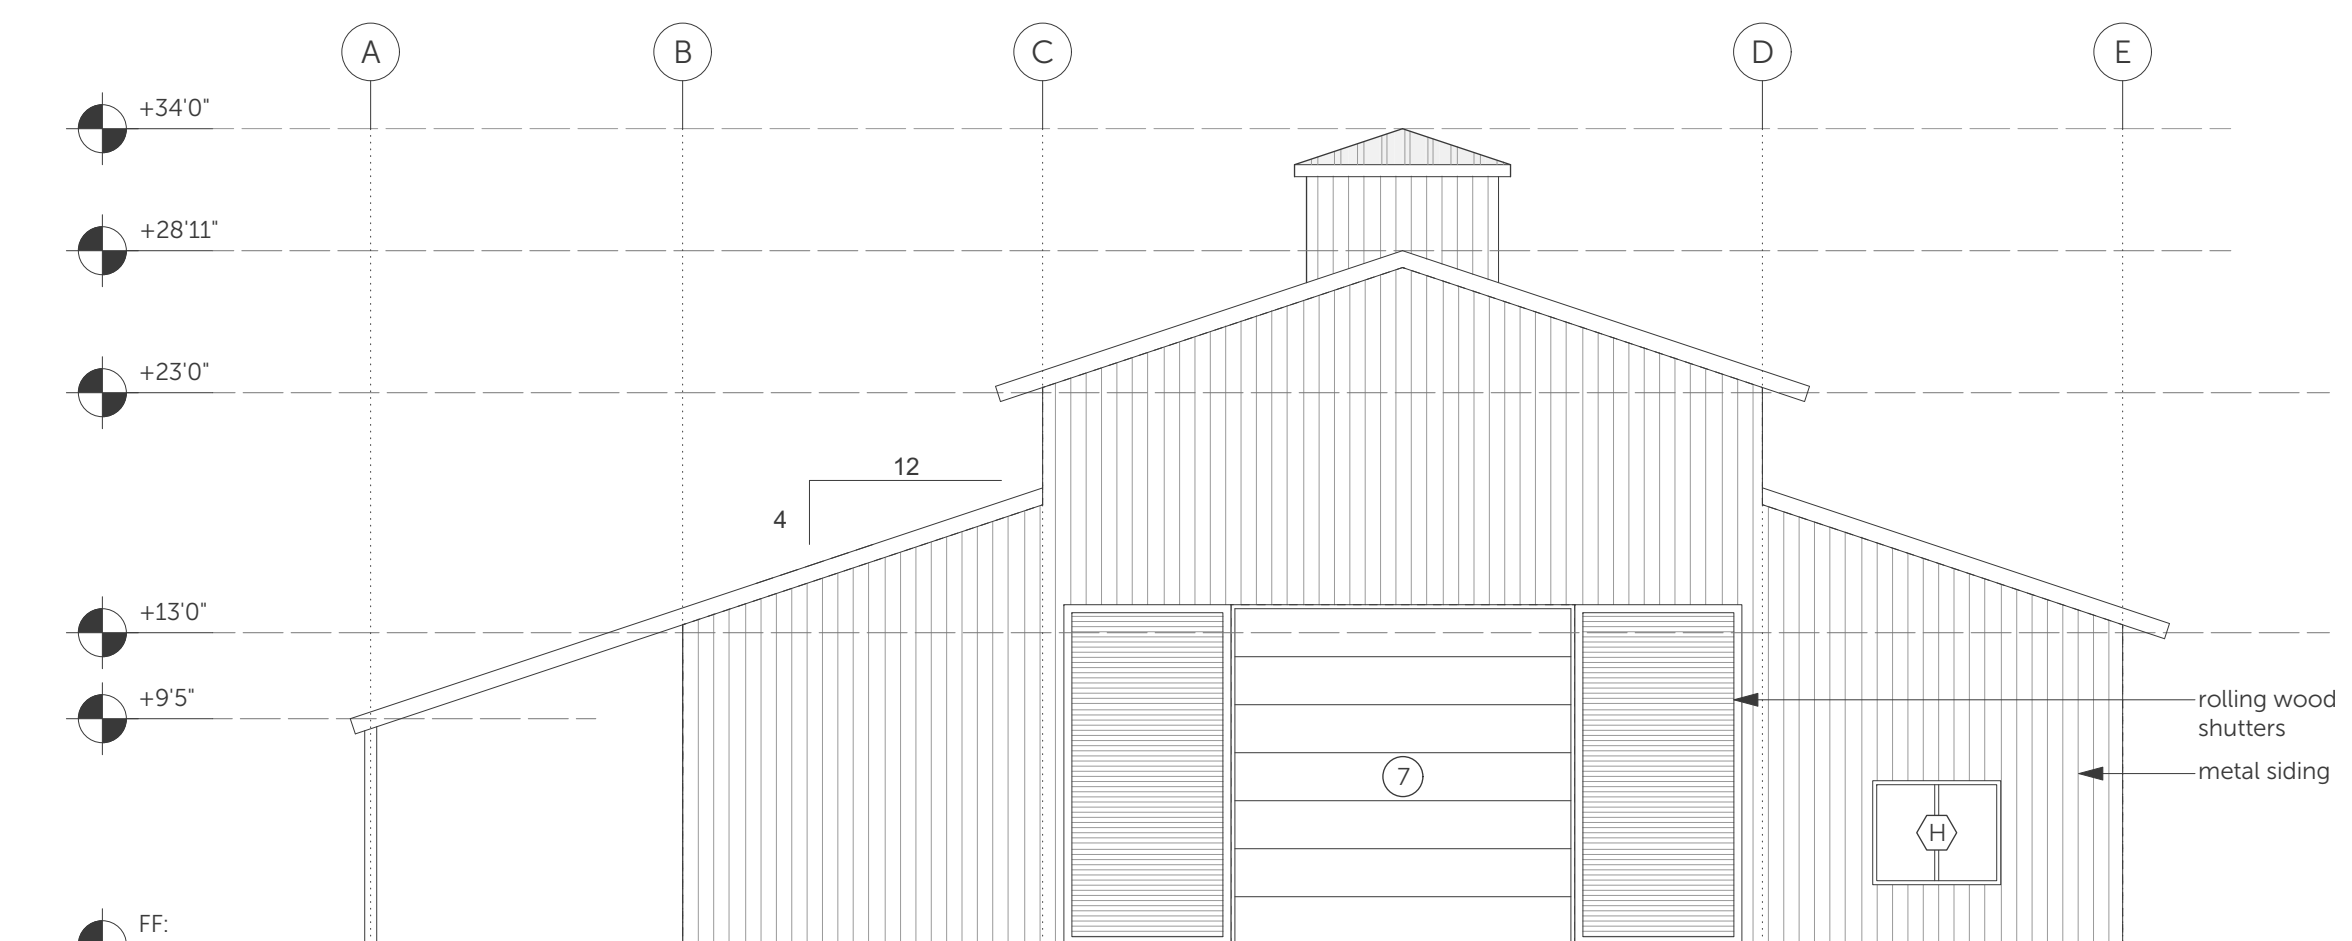 A B C D E
+34'0"
+28'11"
+23'0"
12
4
+13'0"
+9'5"
rolling wood
shutters
7
metal siding
H
FF: